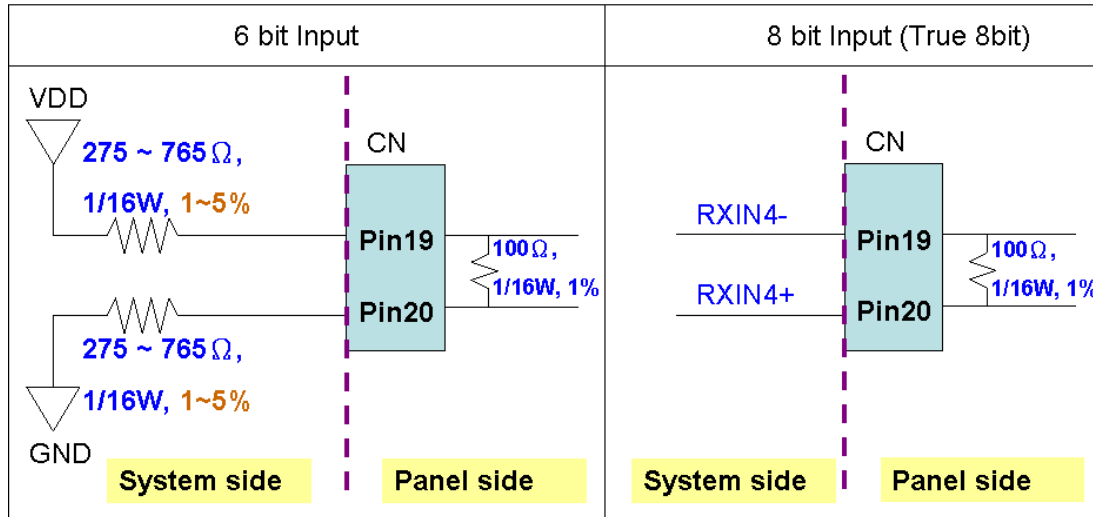 6 bit Input
VDD
275 ~ 765Ω,
1/16W, 1~5%
CN
Pin19
100Ω,
1/16W, 1%
Pin20
275 ~ 765Ω,
1/16W, 1~5%
GND
System side
Panel side
8 bit Input (True 8bit)
CN
RXIN4-
Pin19
100Ω,
1/16W, 1%
RXIN4+
Pin20
System side
Panel side